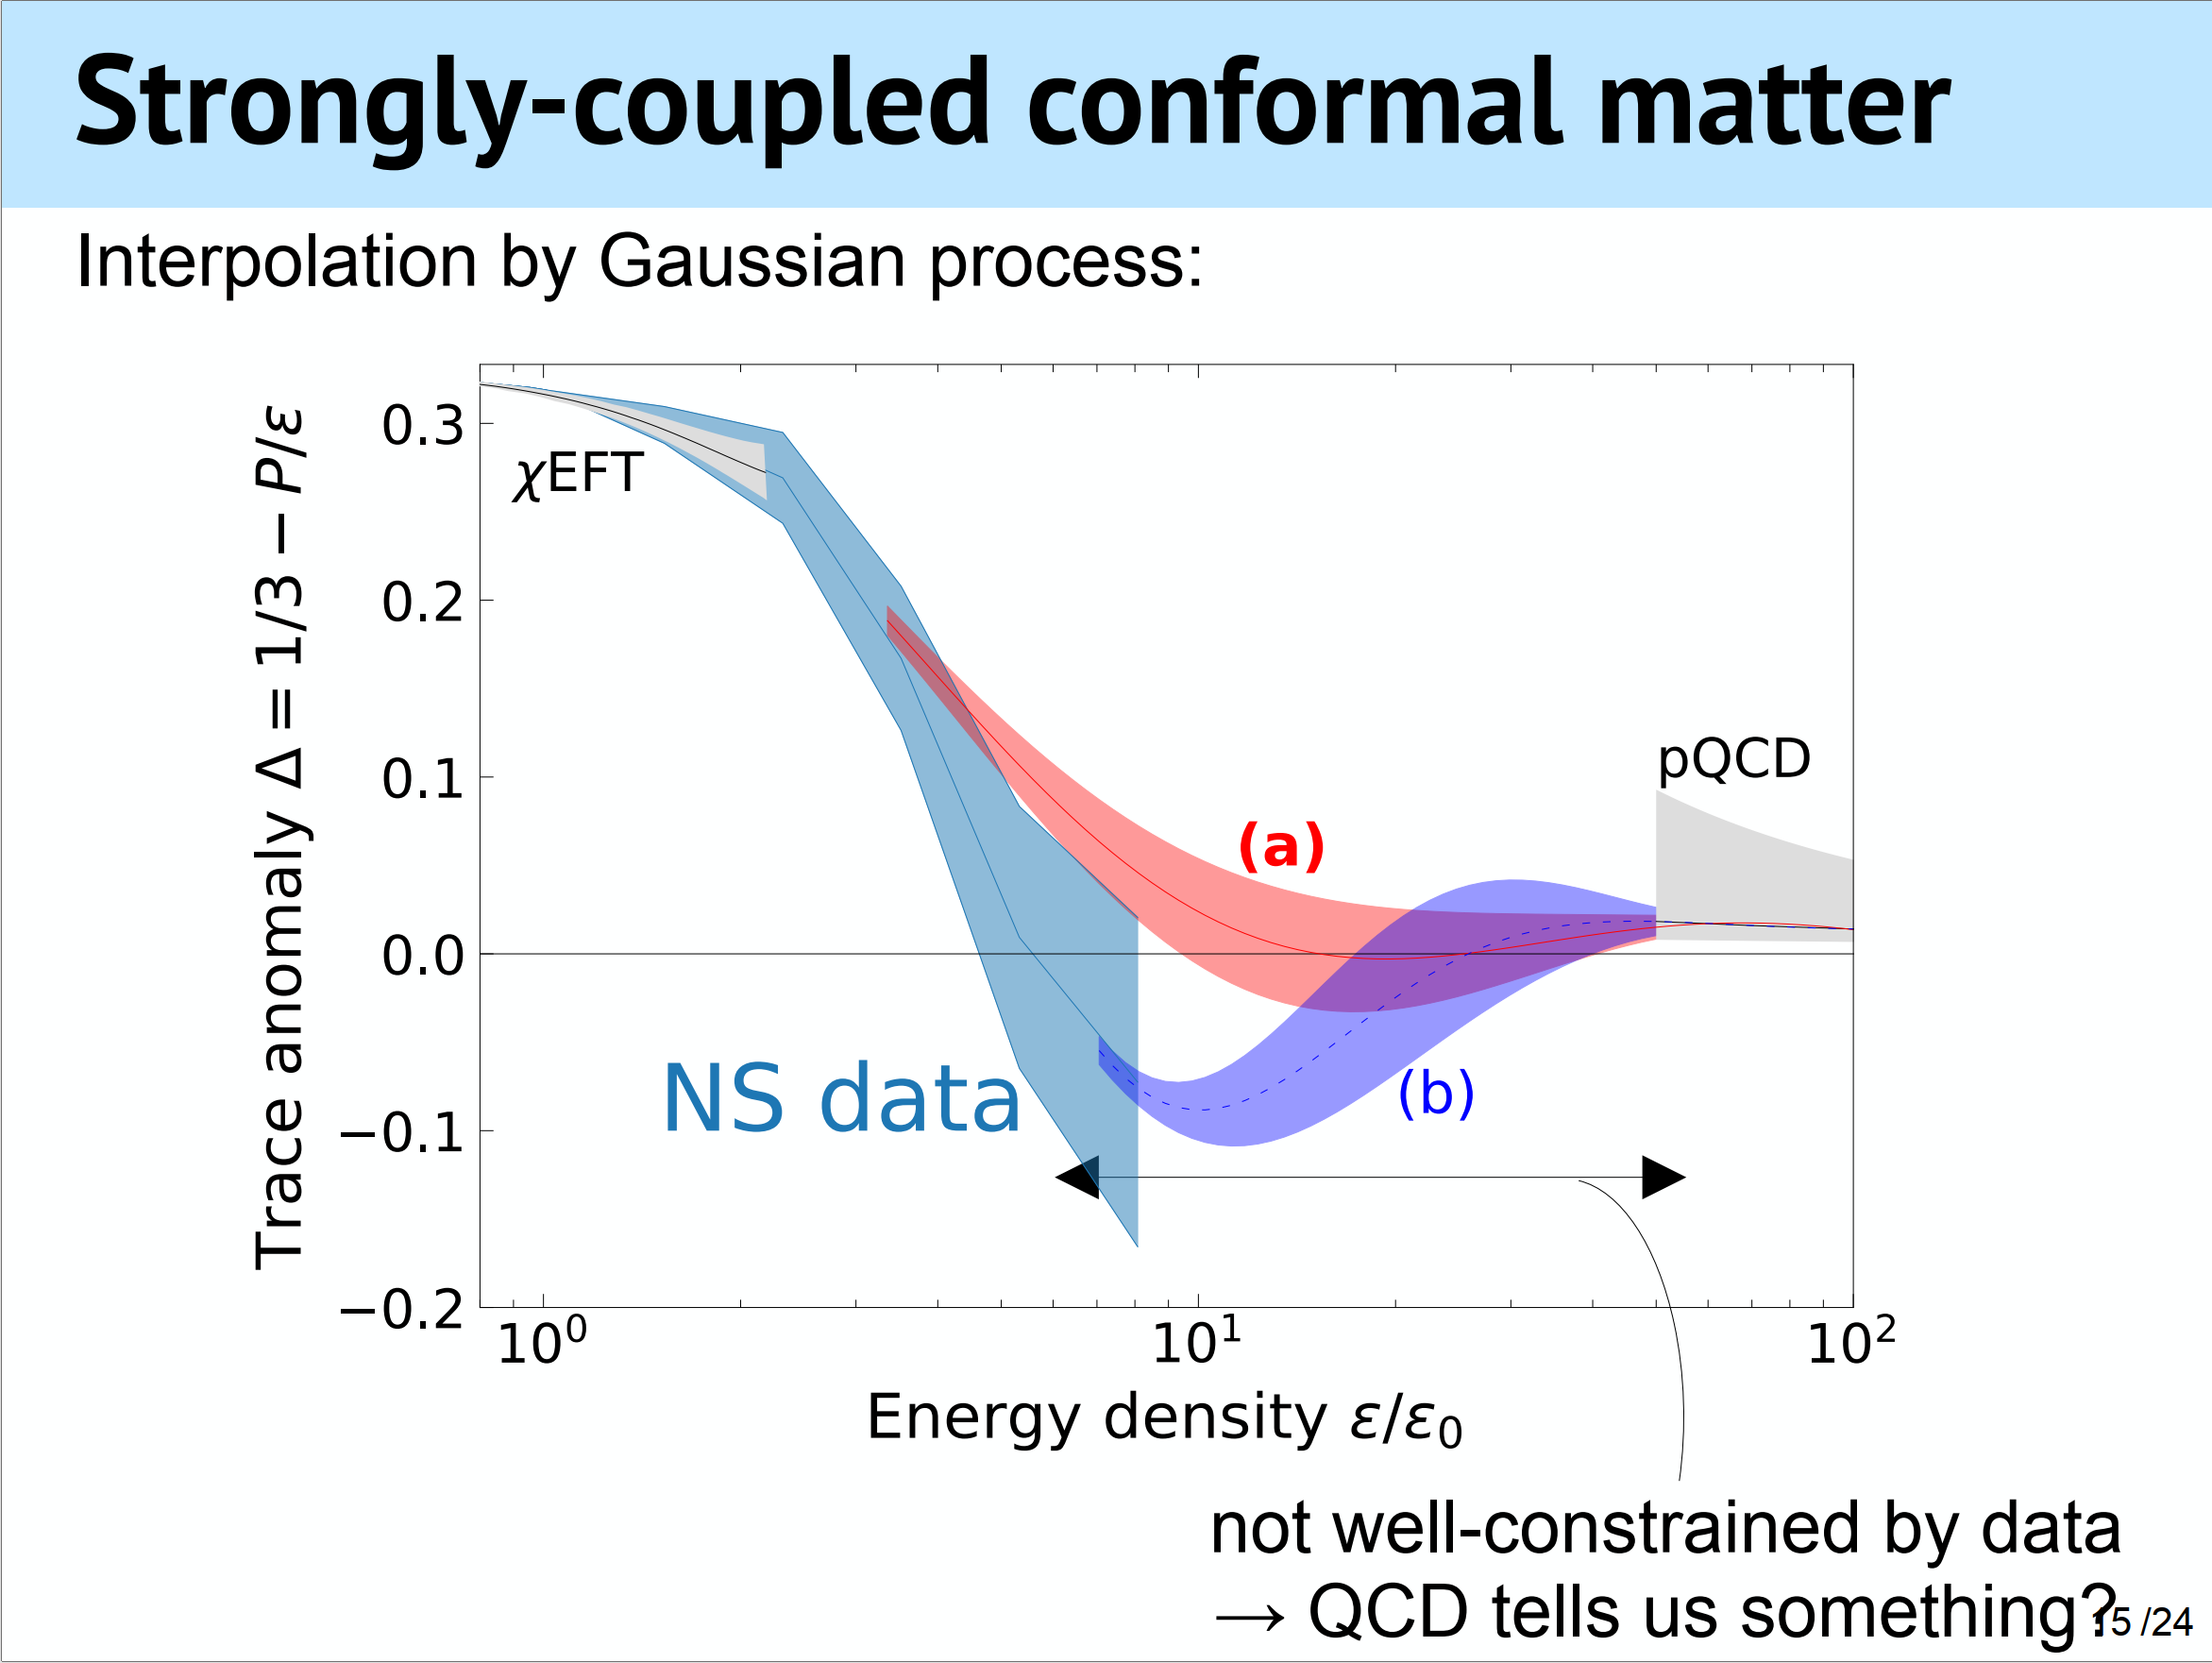 Strongly-coupled conformal matter
Interpolation by Gaussian process:
Trace anomaly Δ = 1/3 − P/ε
0.3
0.2
0.1
0.0
−0.1
−0.2
χEFT
pQCD
(a)
(b)
NS data
10⁰
10¹
10²
Energy density ε/ε₀
not well-constrained by data
→ QCD tells us something?
15 /24